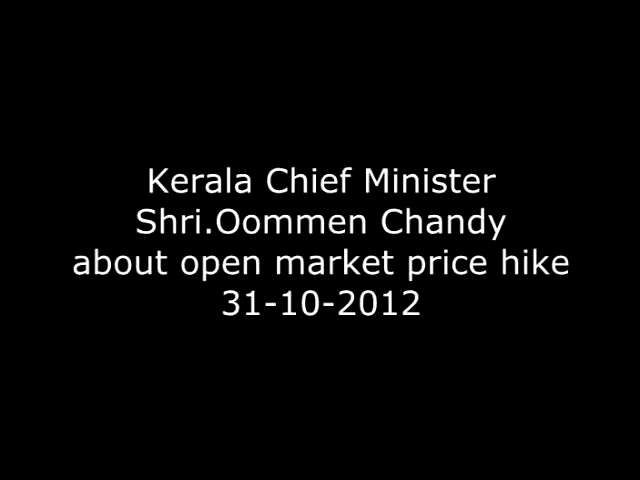 Kerala Chief Minister
Shri.Oommen Chandy
about open market price hike
31-10-2012